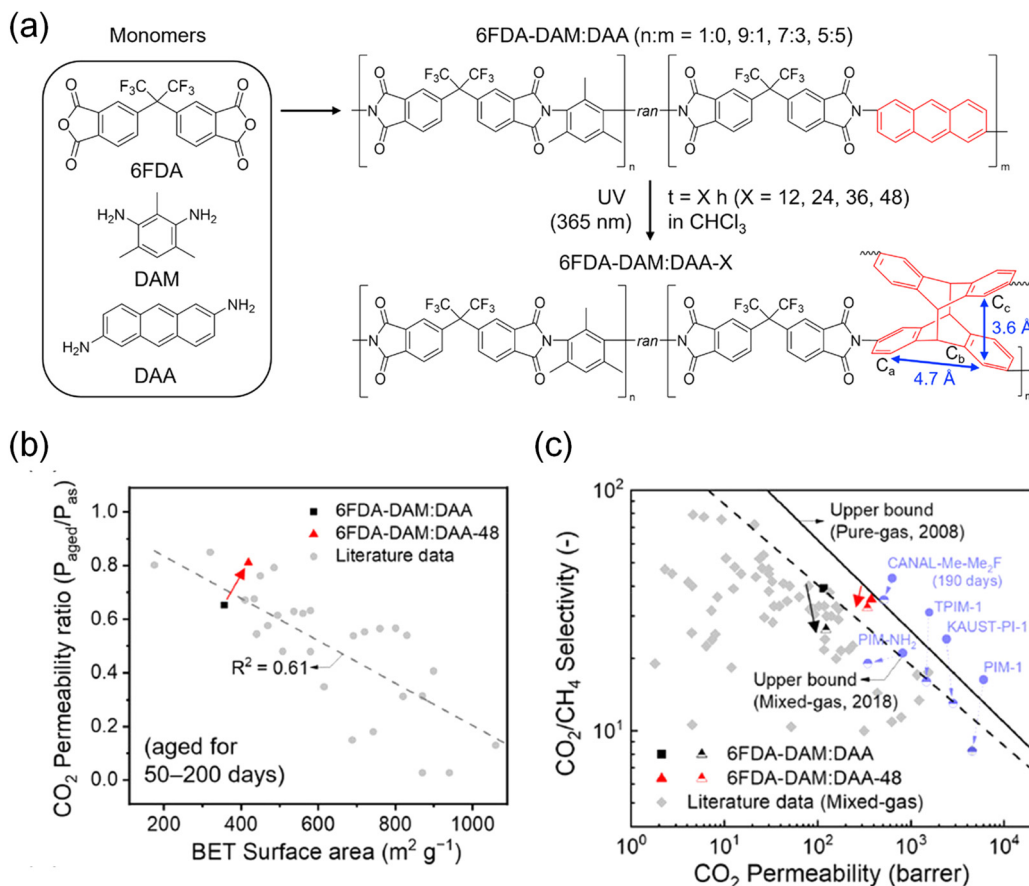 (a)
Monomers
6FDA-DAM:DAA (n:m = 1:0, 9:1, 7:3, 5:5)
O O O O O O
6FDA
H₂N NH₂
DAM
NH₂
H₂N
DAA
F₃C CF₃ F₃C CF₃
O O O O
N N ran N N
O O O O
n m
UV t = X h (X = 12, 24, 36, 48)
(365 nm) in CHCl₃
6FDA-DAM:DAA-X
F₃C CF₃ F₃C CF₃
O O O O
N N ran N N
O O O O
n
Cc
3.6 Å
Cb
Ca
4.7 Å
(b)
CO₂ Permeability ratio (Paged/Pas)
1.0
0.8
0.6
0.4
0.2
0.0
6FDA-DAM:DAA
6FDA-DAM:DAA-48
Literature data
R² = 0.61
(aged for
50–200 days)
200 400 600 800 1000
BET Surface area (m² g⁻¹)
(c)
CO₂/CH₄ Selectivity (-)
10²
10¹
Upper bound
(Pure-gas, 2008)
CANAL-Me-Me₂F
(190 days)
TPIM-1
KAUST-PI-1
PIM-NH₂
PIM-1
Upper bound
(Mixed-gas, 2018)
6FDA-DAM:DAA
6FDA-DAM:DAA-48
Literature data (Mixed-gas)
10⁰ 10¹ 10² 10³ 10⁴
CO₂ Permeability (barrer)